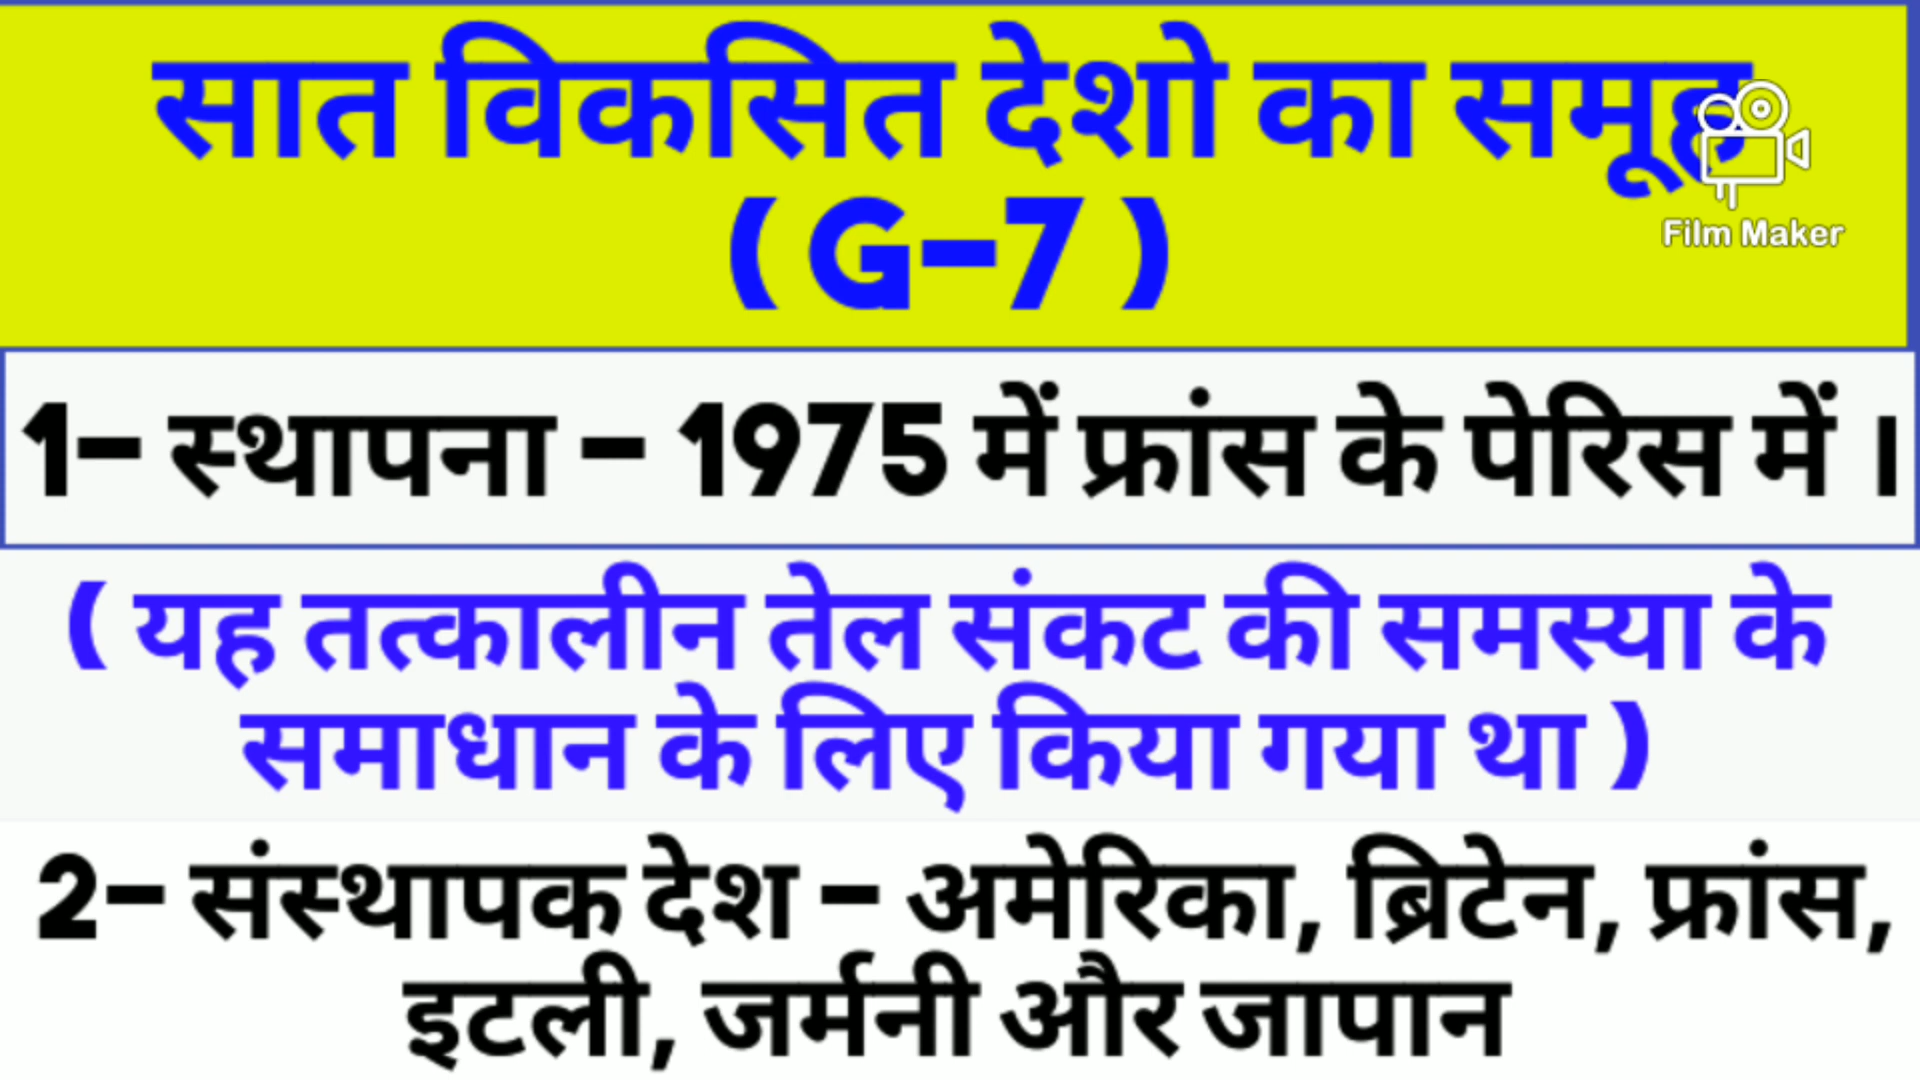 सात विकसित देशो का समूह
( G-7 )
Film Maker
1- स्थापना - 1975 में फ्रांस के पेरिस में ।
( यह तत्कालीन तेल संकट की समस्या के
समाधान के लिए किया गया था )
2- संस्थापक देश - अमेरिका, ब्रिटेन, फ्रांस,
इटली, जर्मनी और जापान